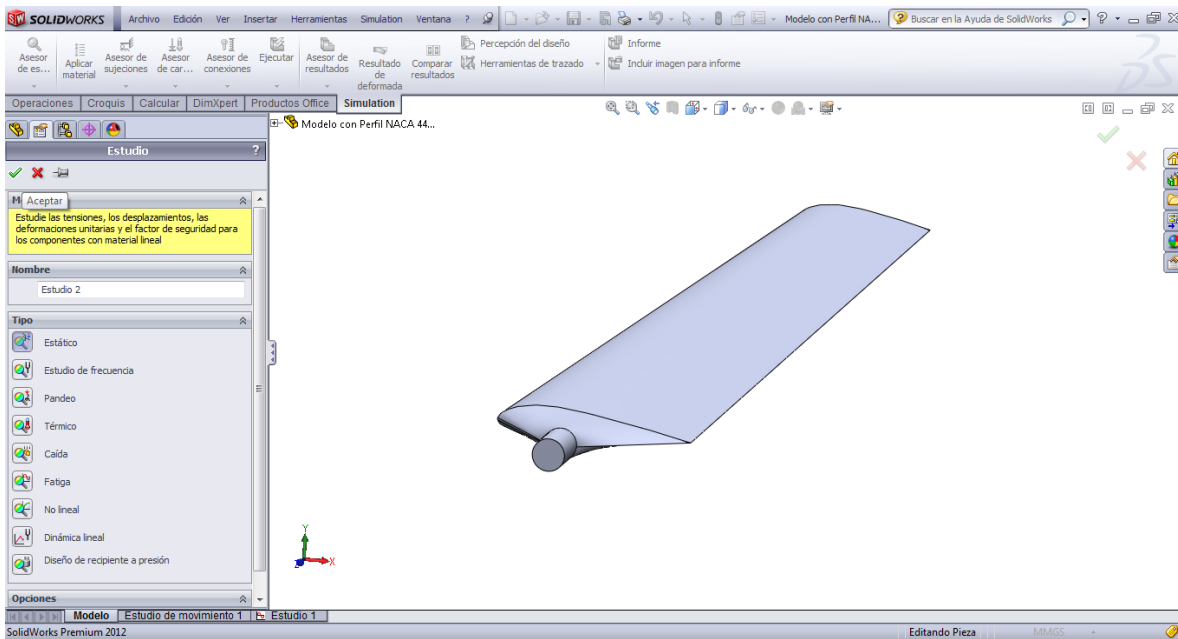 SOLIDWORKS Archivo Edición Ver Insertar Herramientas Simulation Ventana ? Modelo con Perfil NA... Buscar en la Ayuda de SolidWorks
Asesor de es...
Aplicar material
Asesor de sujeciones
Asesor de car...
Asesor de conexiones
Ejecutar
Asesor de resultados
Resultado de deformada
Comparar resultados
Percepción del diseño
Herramientas de trazado
Informe
Incluir imagen para informe
Operaciones Croquis Calcular DimXpert Productos Office Simulation
Modelo con Perfil NACA 44...
Estudio ?
M
Aceptar
Estudie las tensiones, los desplazamientos, las
deformaciones unitarias y el factor de seguridad para
los componentes con material lineal
Nombre
Estudio 2
Tipo
Estático
Estudio de frecuencia
Pandeo
Térmico
Caída
Fatiga
No lineal
Dinámica lineal
Diseño de recipiente a presión
Opciones
Y
X
Z
Modelo Estudio de movimiento 1 Estudio 1
SolidWorks Premium 2012 Editando Pieza MMGS